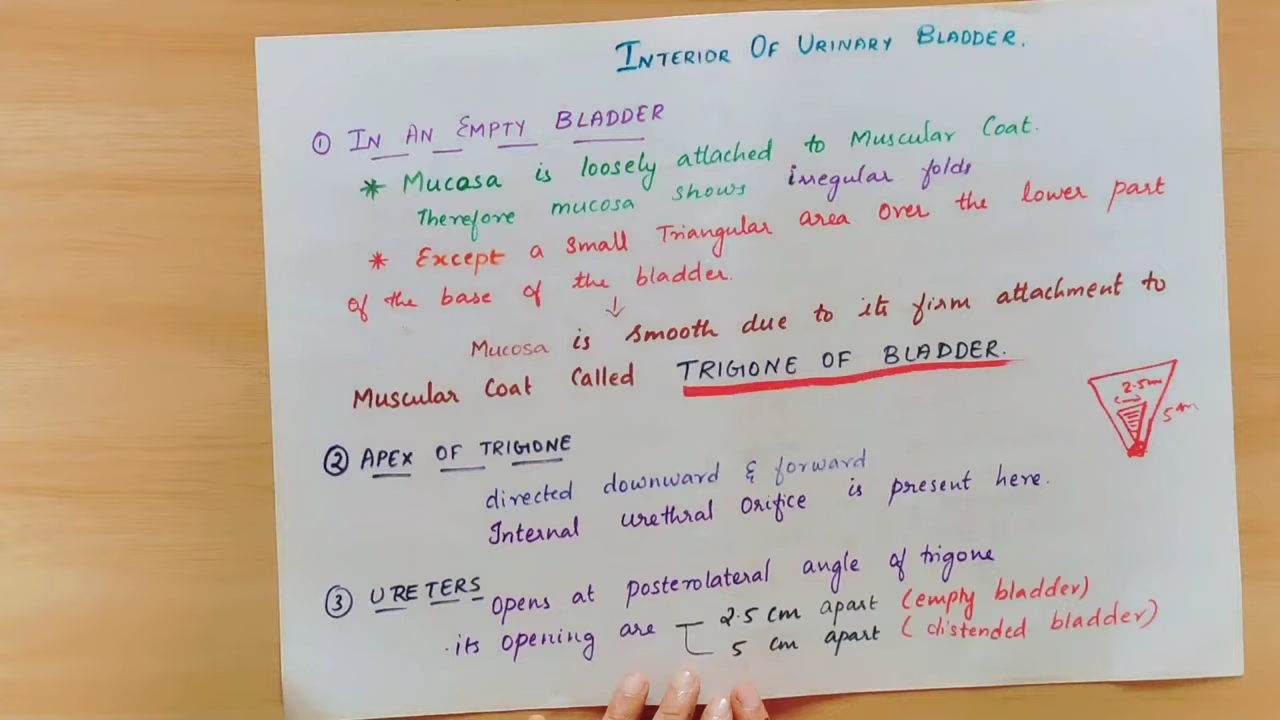 INTERIOR OF URINARY BLADDER.
① IN AN EMPTY BLADDER
* Mucosa is loosely attached to Muscular Coat.
Therefore mucosa shows irregular folds
* Except a small Triangular area over the lower part
of the base of the bladder.
↓
Mucosa is smooth due to its firm attachment to
Muscular Coat Called TRIGONE OF BLADDER.
2.5cm
5cm
② APEX OF TRIGONE
directed downward & forward
Internal urethral Orifice is present here.
③ URETERS
Opens at posterolateral angle of trigone
its opening are
2.5 cm apart (empty bladder)
5 cm apart (distended bladder)